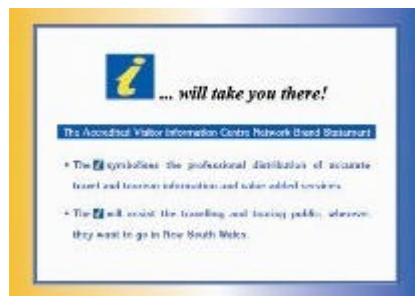 i ... will take you there!
The Accredited Visitor Information Centre Network Brand Statement
• The i symbolises the professional distribution of accurate
travel and tourism information and value added services.
• The i will assist the travelling and touring public, wherever
they want to go in New South Wales.